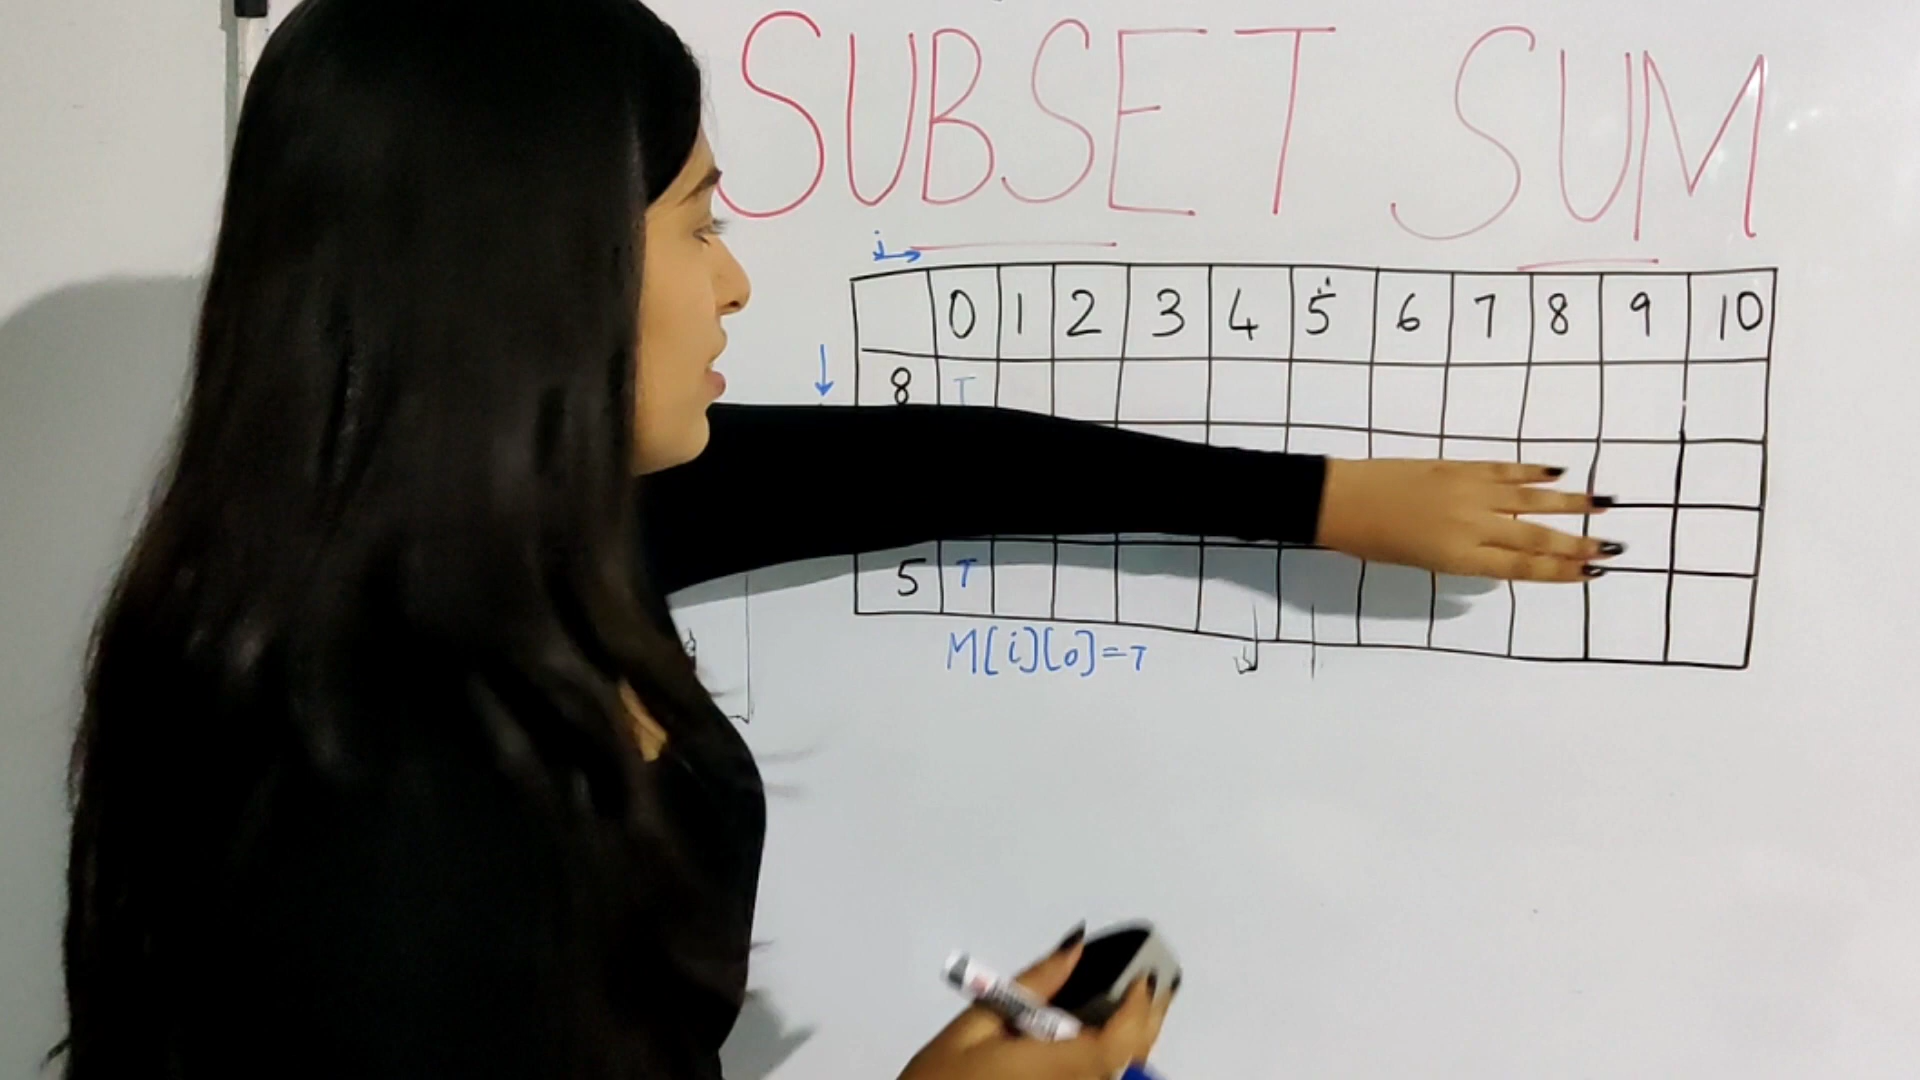 SUBSET SUM
j→
0 1 2 3 4 5 6 7 8 9 10
↓
8 T
5 T
M[i][0]=T